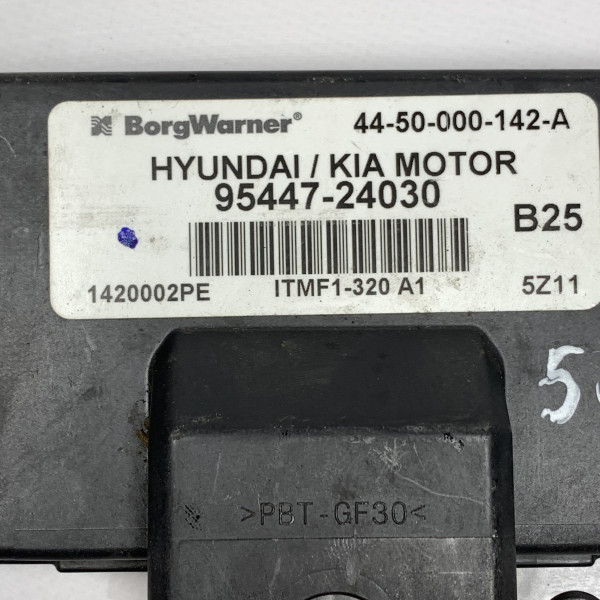 BorgWarner® 44-50-000-142-A
HYUNDAI / KIA MOTOR
95447-24030
B25
1420002PE ITMF1-320 A1 5Z11
>PBT-GF30<